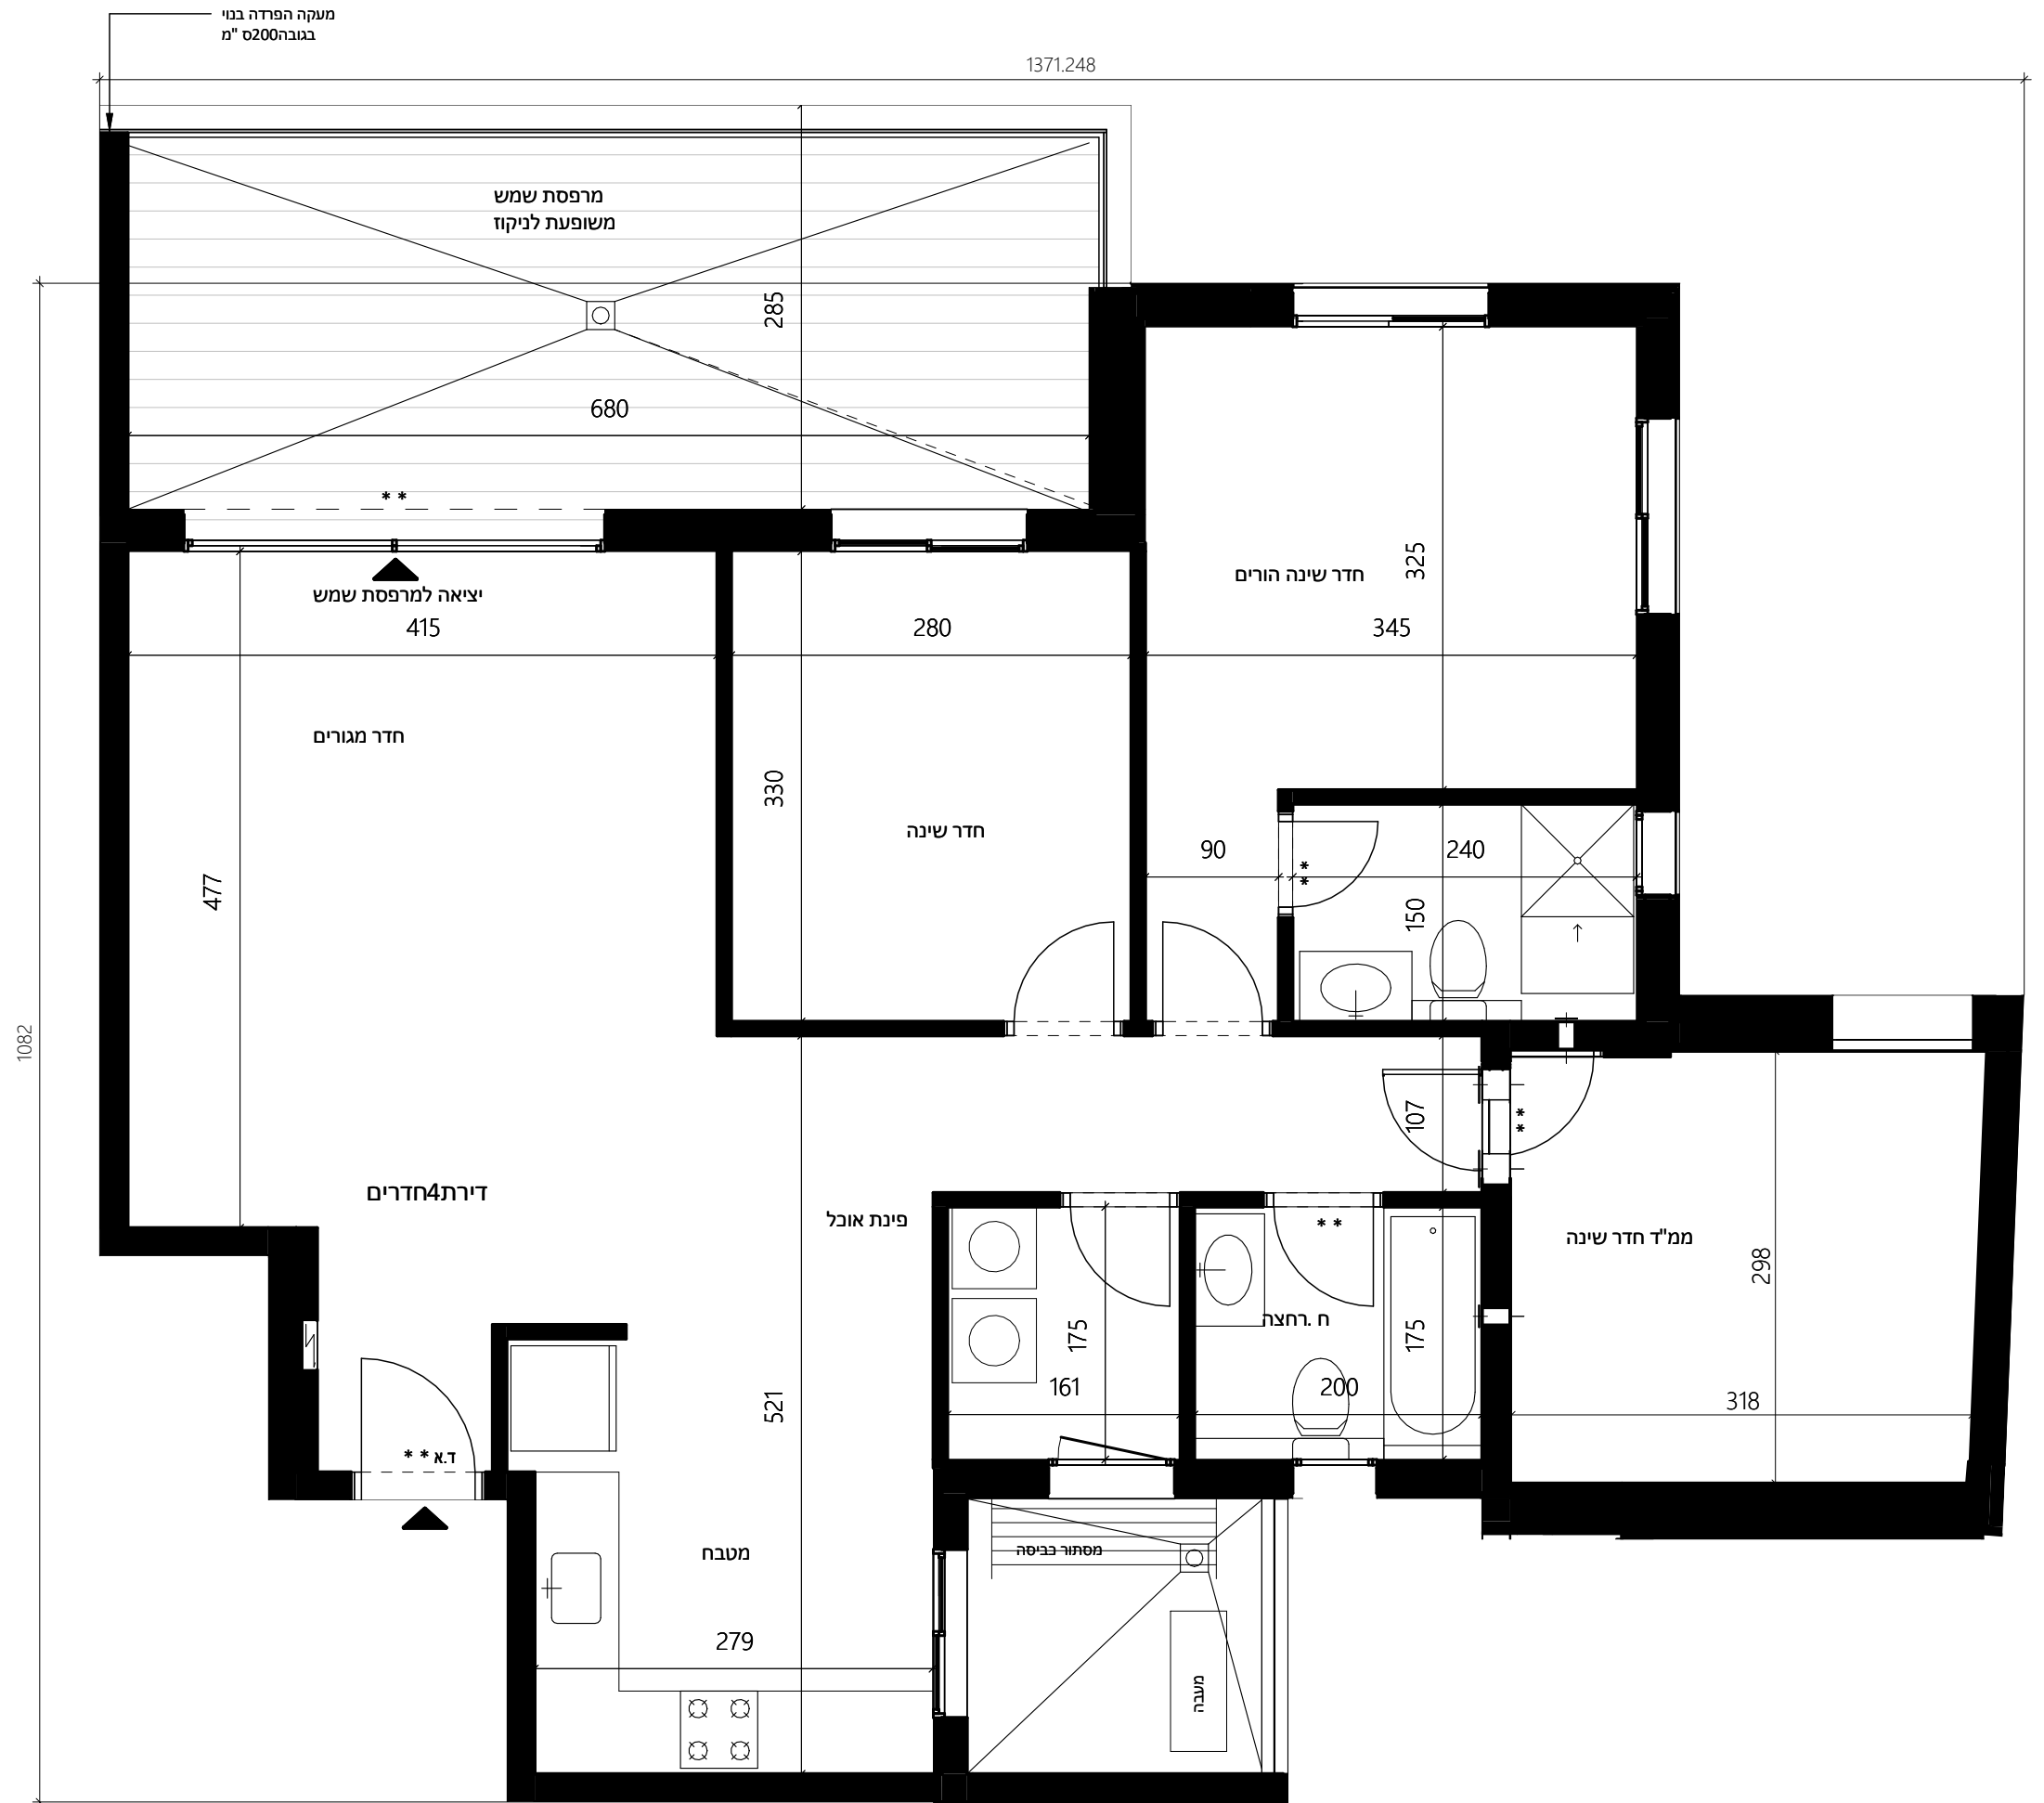 מעקה הפרדה בנוי
בגובה200ס "מ
1371.248
מרפסת שמש
משופעת לניקוז
285
680
**
יציאה למרפסת שמש
415
280
חדר שינה הורים
325
345
חדר מגורים
330
חדר שינה
477
90
240
**
150
1082
107
**
דירת4חדרים
פינת אוכל
**
ממ"ד חדר שינה
298
ח .רחצה
175
175
161
200
318
521
ד.א **
מטבח
מסתור כביסה
279
מעבה